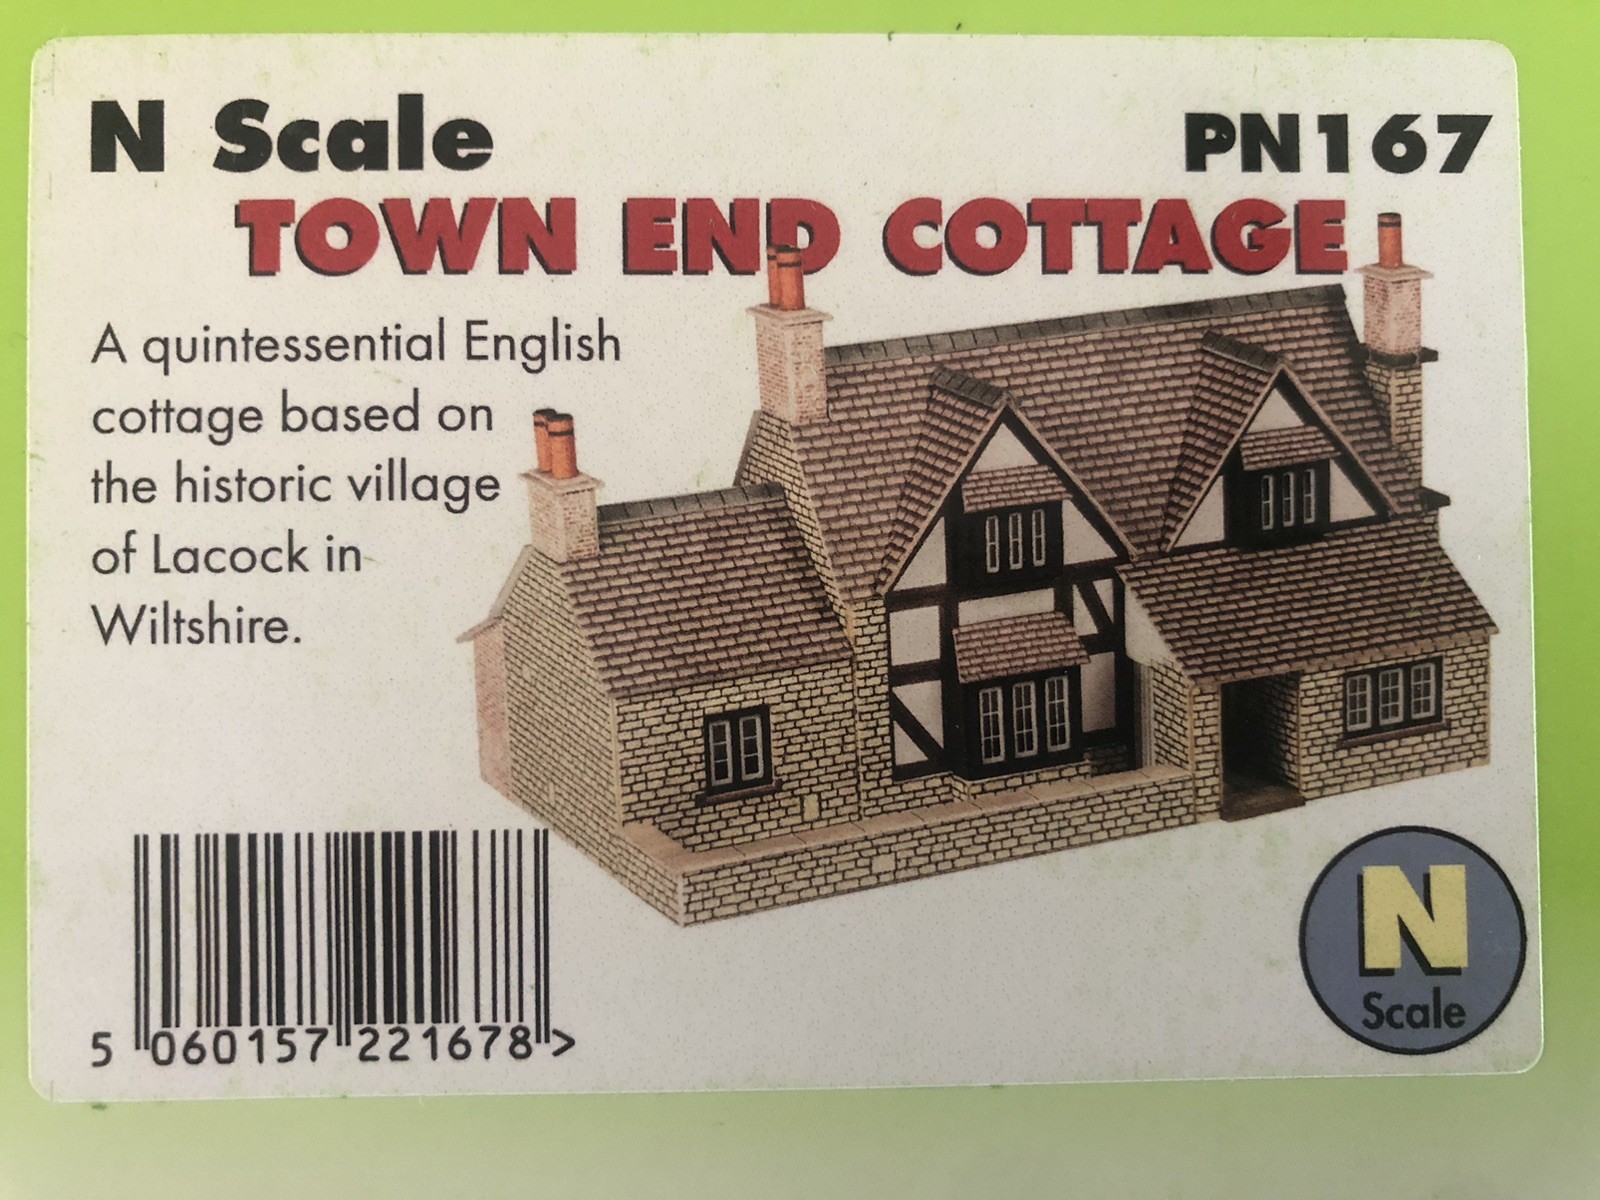 N Scale
PN167
TOWN END COTTAGE
A quintessential English
cottage based on
the historic village
of Lacock in
Wiltshire.
5 060157 221678 >
N
Scale